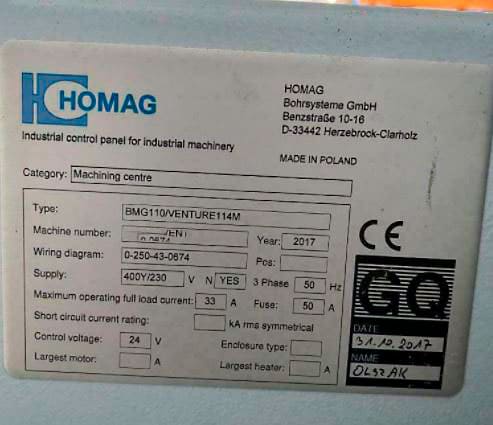 HOMAG
HOMAG
Bohrsysteme GmbH
Benzstraße 10-16
D-33442 Herzebrock-Clarholz
Industrial control panel for industrial machinery
MADE IN POLAND
Category: Machining centre
Type: BMG110/VENTURE114M
Machine number: Year: 2017
Wiring diagram: 0-250-43-0674 Pos:
Supply: 400Y/230 V N YES 3 Phase 50 Hz
Maximum operating full load current: 33 A Fuse: 50 A
Short circuit current rating: kA rms symmetrical
Control voltage: 24 V Enclosure type:
Largest motor: A Largest heater: A
CE
GQ
DATE
31.10.2017
NAME
OLSZAK